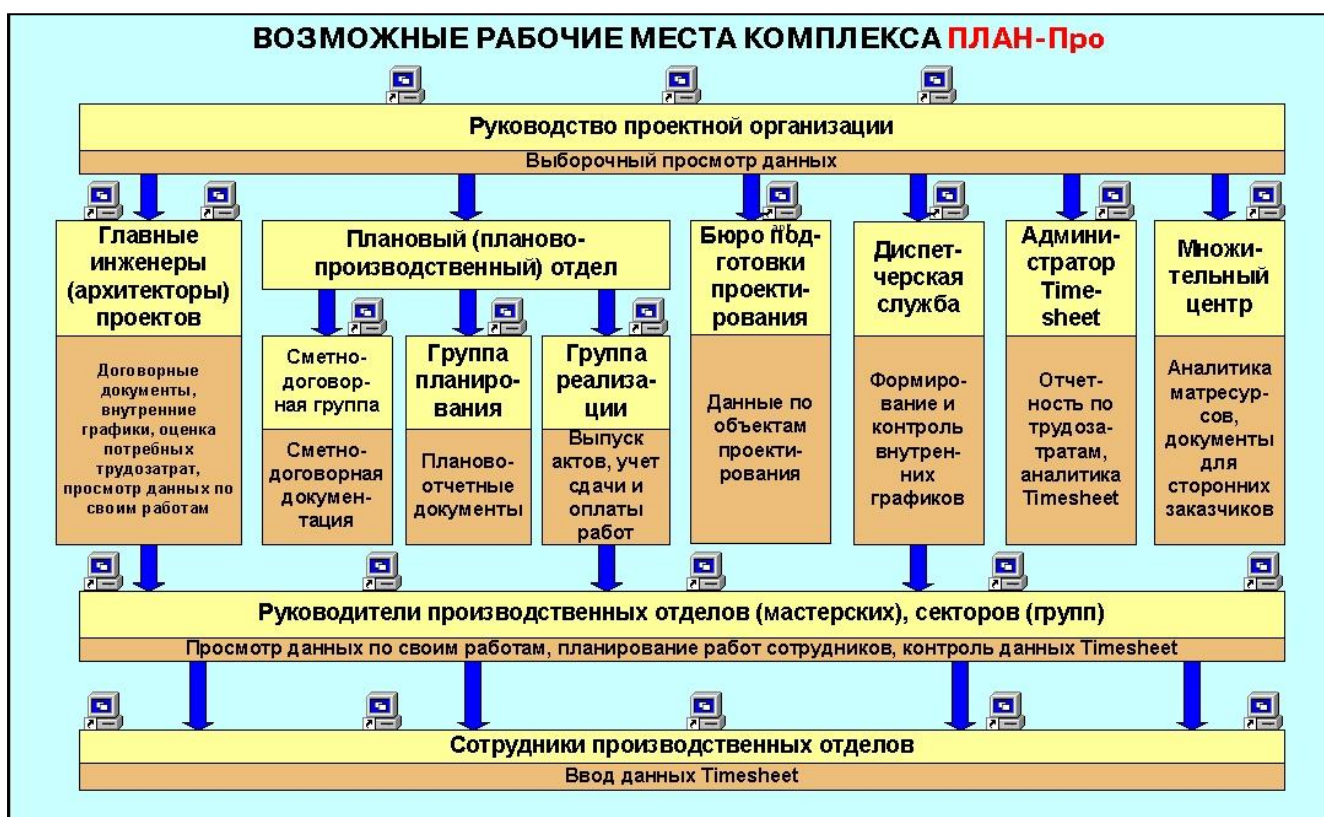 ВОЗМОЖНЫЕ РАБОЧИЕ МЕСТА КОМПЛЕКСА ПЛАН-Про
Руководство проектной организации
Выборочный просмотр данных
Главные
инженеры
(архитекторы)
проектов
Договорные
документы,
внутренние
графики, оценка
потребных
трудозатрат,
просмотр данных по
своим работам
Плановый (планово-
производственный) отдел
Сметно-
договор-
ная группа
Сметно-
договорная
докумен-
тация
Группа
планиро-
вания
Планово-
отчетные
документы
Группа
реализа-
ции
Выпуск
актов, учет
сдачи и
оплаты
работ
Бюро под-
готовки
проекти-
рования
Данные по
объектам
проекти-
рования
Диспет-
черская
служба
Формиро-
вание и
контроль
внутрен-
них
графиков
Админи-
стратор
Time-
sheet
Отчет-
ность по
трудоза-
тратам,
аналитика
Timesheet
Множи-
тельный
центр
Аналитика
матресур-
сов,
документы
для
сторонних
заказчиков
Руководители производственных отделов (мастерских), секторов (групп)
Просмотр данных по своим работам, планирование работ сотрудников, контроль данных Timesheet
Сотрудники производственных отделов
Ввод данных Timesheet